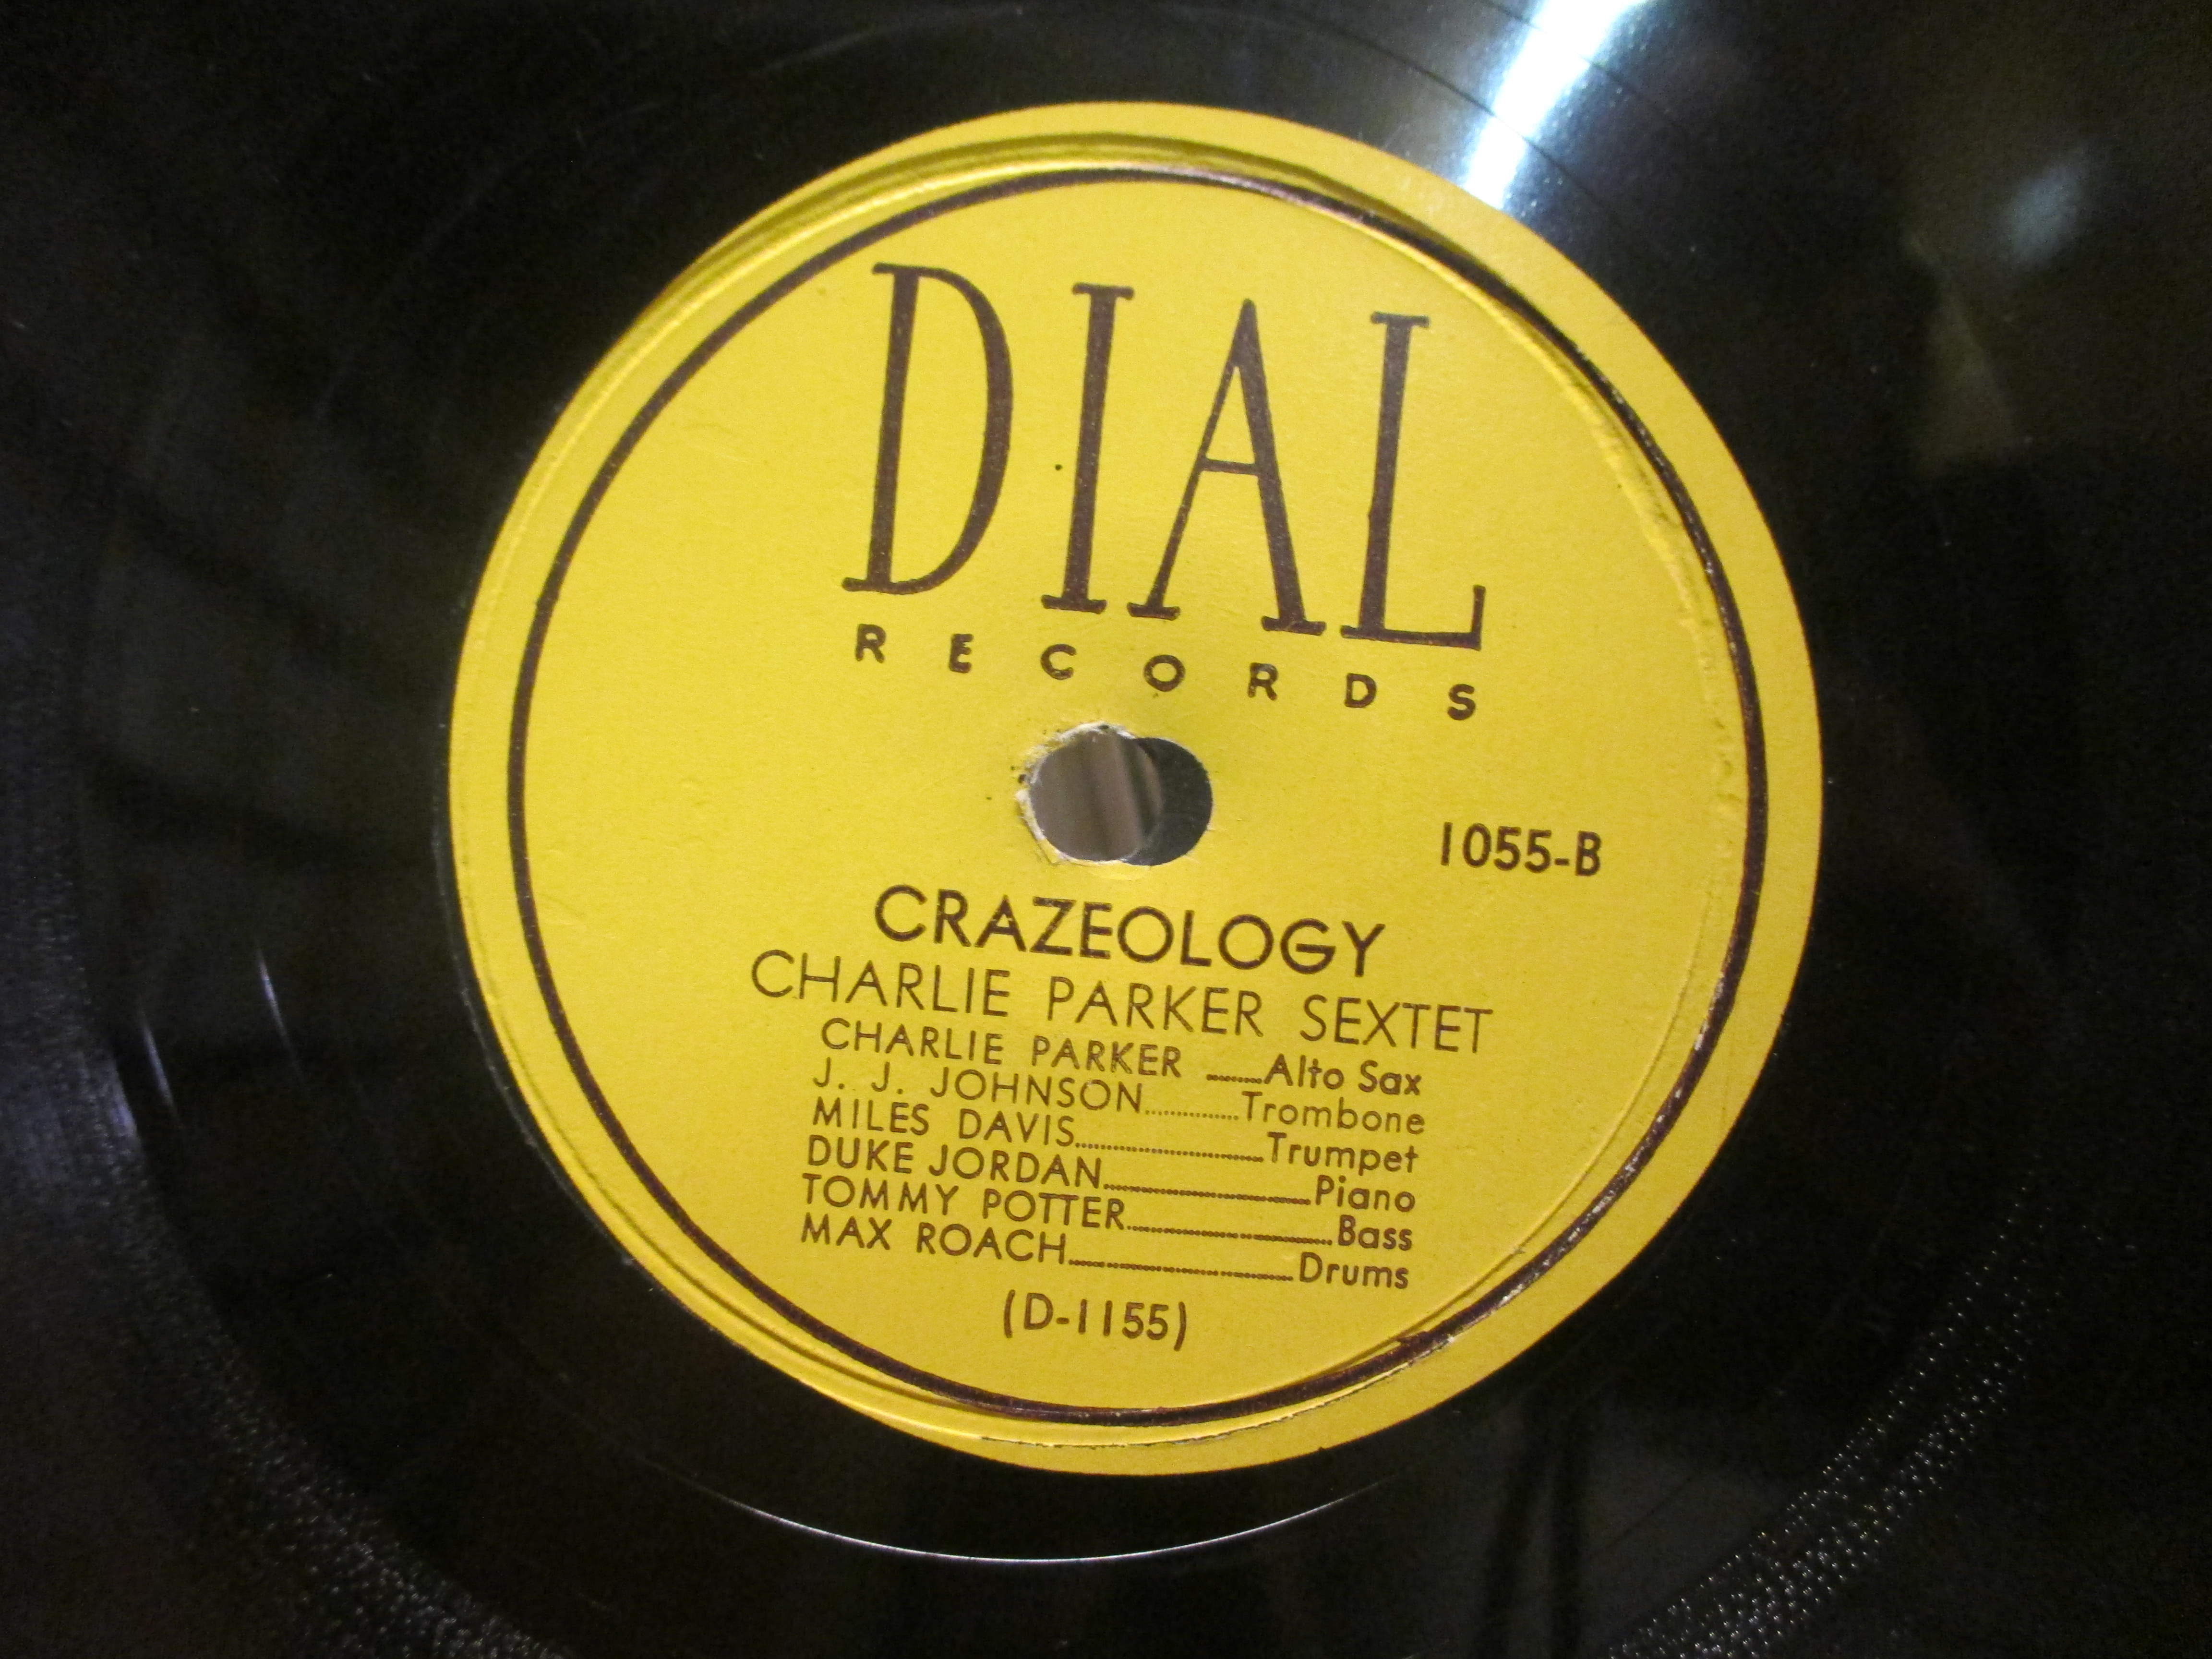 DIAL
RECORDS
1055-B
CRAZEOLOGY
CHARLIE PARKER SEXTET
CHARLIE PARKER ........Alto Sax
J. J. JOHNSON..............Trombone
MILES DAVIS............................Trumpet
DUKE JORDAN..............................Piano
TOMMY POTTER..............................Bass
MAX ROACH.................................Drums
(D-1155)